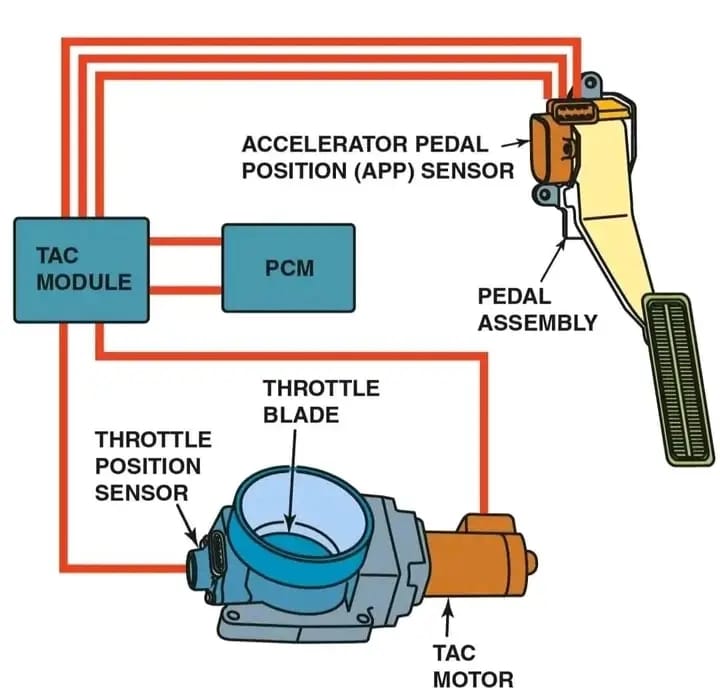 ACCELERATOR PEDAL
POSITION (APP) SENSOR
TAC
MODULE
PCM
PEDAL
ASSEMBLY
THROTTLE
BLADE
THROTTLE
POSITION
SENSOR
TAC
MOTOR